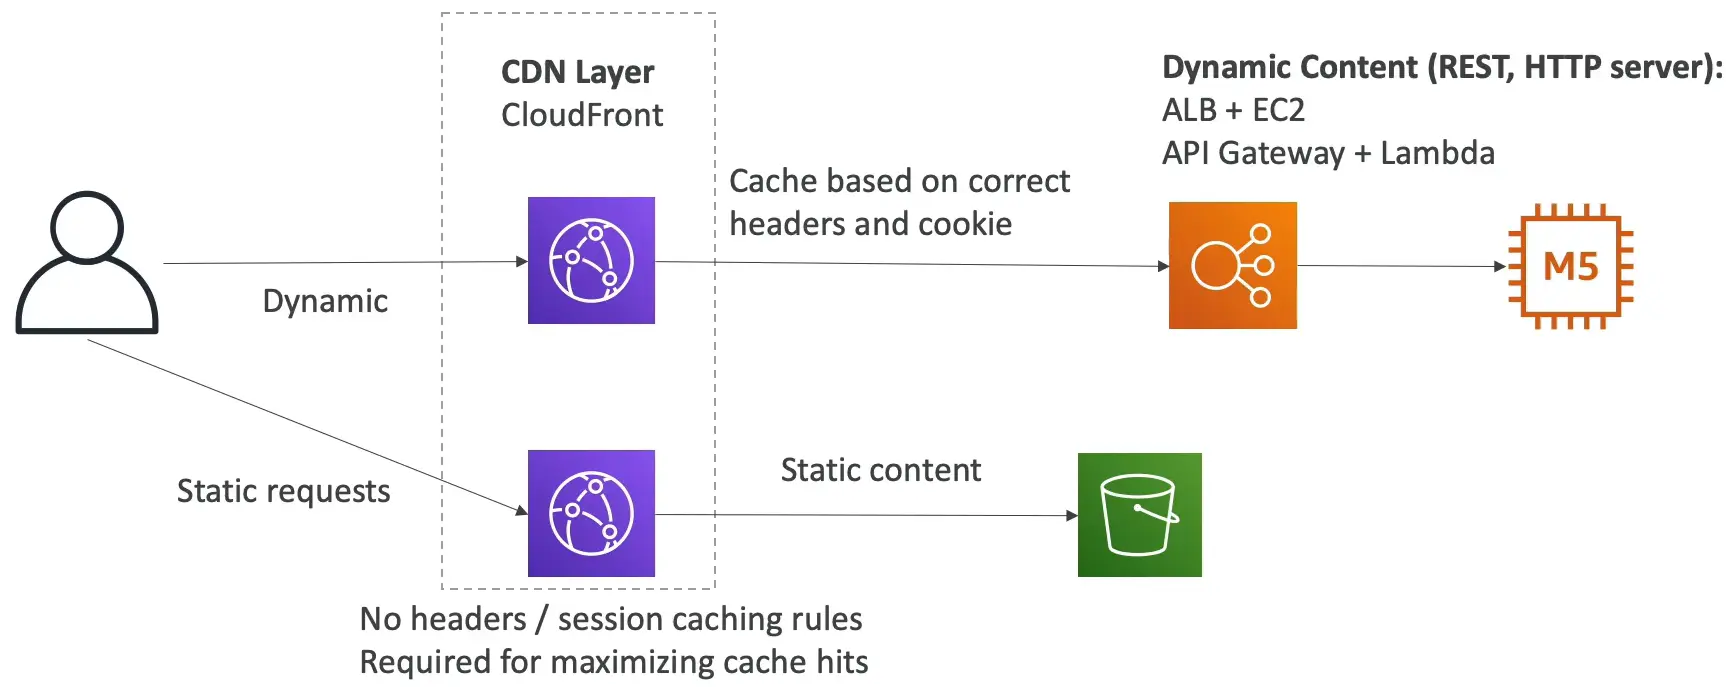 CDN Layer
CloudFront
Dynamic Content (REST, HTTP server):
ALB + EC2
API Gateway + Lambda
Cache based on correct
headers and cookie
Dynamic
M5
Static requests
Static content
No headers / session caching rules
Required for maximizing cache hits